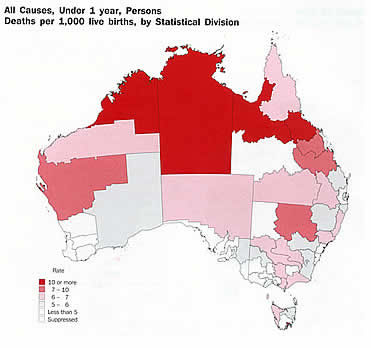 All Causes, Under 1 year, Persons
Deaths per 1,000 live births, by Statistical Division
Rate
10 or more
7 - 10
6 - 7
5 - 6
Less than 5
Suppressed